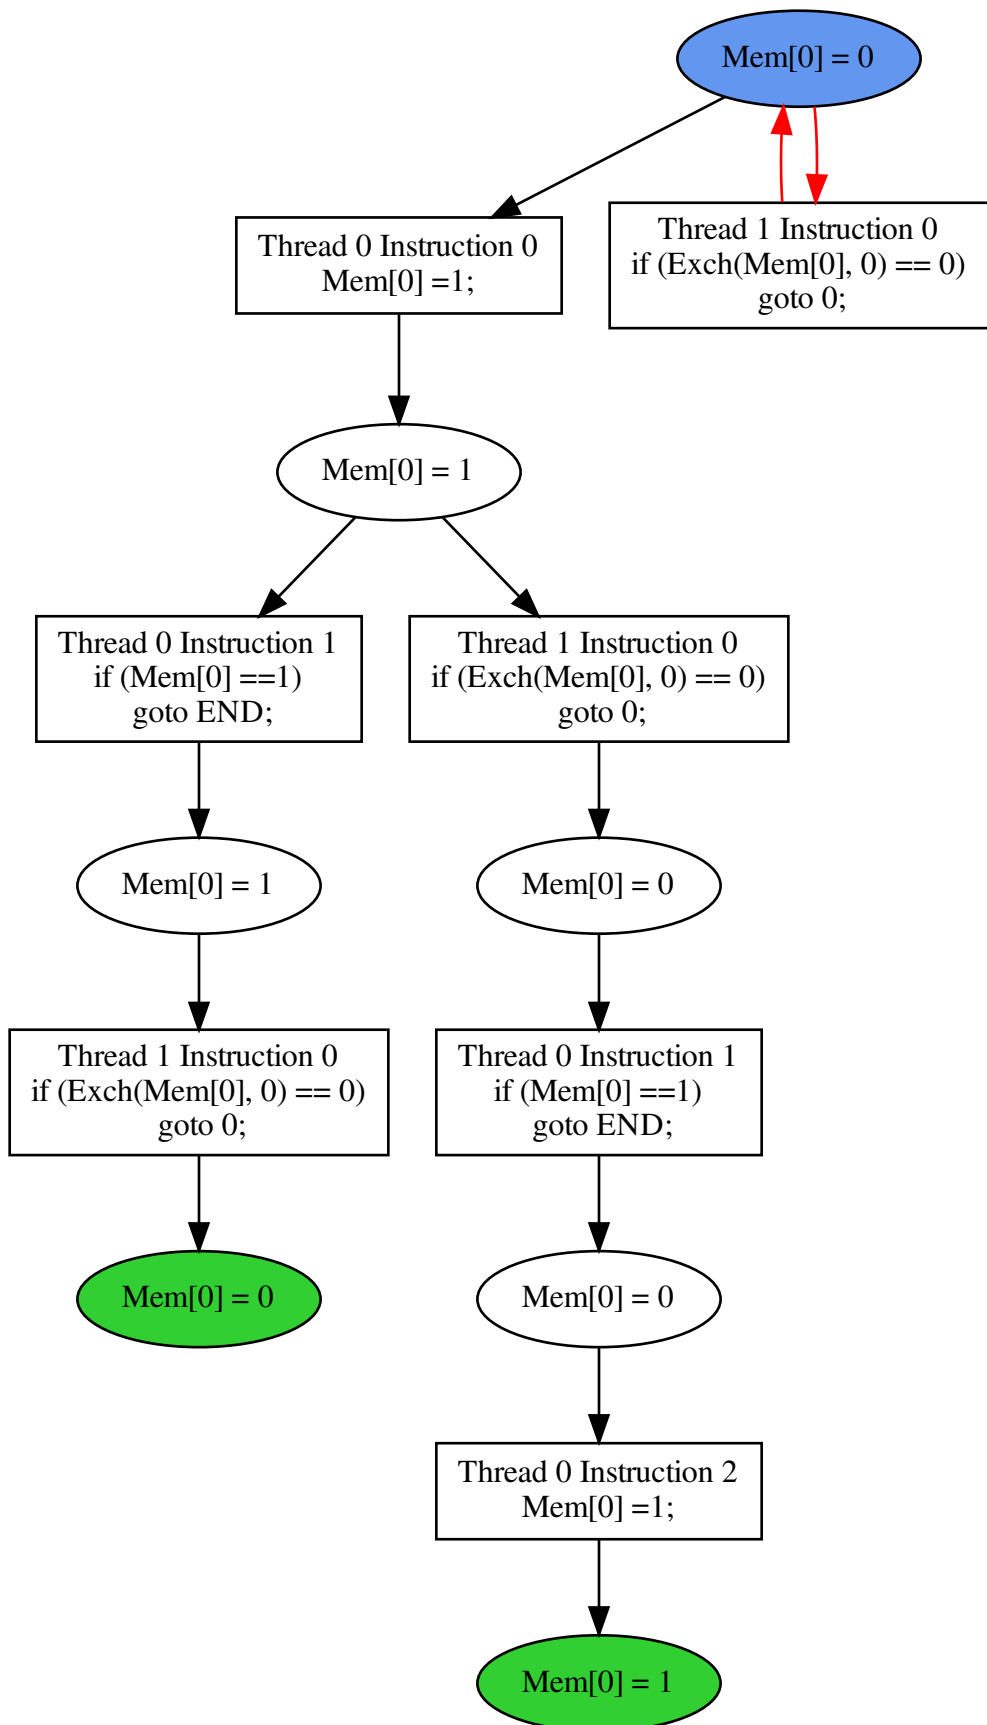 Mem[0] = 0
Thread 0 Instruction 0
Mem[0] =1;
Thread 1 Instruction 0
if (Exch(Mem[0], 0) == 0)
goto 0;
Mem[0] = 1
Thread 0 Instruction 1
if (Mem[0] ==1)
goto END;
Thread 1 Instruction 0
if (Exch(Mem[0], 0) == 0)
goto 0;
Mem[0] = 1
Mem[0] = 0
Thread 1 Instruction 0
if (Exch(Mem[0], 0) == 0)
goto 0;
Thread 0 Instruction 1
if (Mem[0] ==1)
goto END;
Mem[0] = 0
Mem[0] = 0
Thread 0 Instruction 2
Mem[0] =1;
Mem[0] = 1